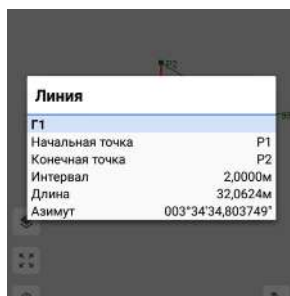 P2
Линия
Г1
Начальная точка P1
Конечная точка P2
Интервал 2,0000м
Длина 32,0624м
Азимут 003°34'34,803749"